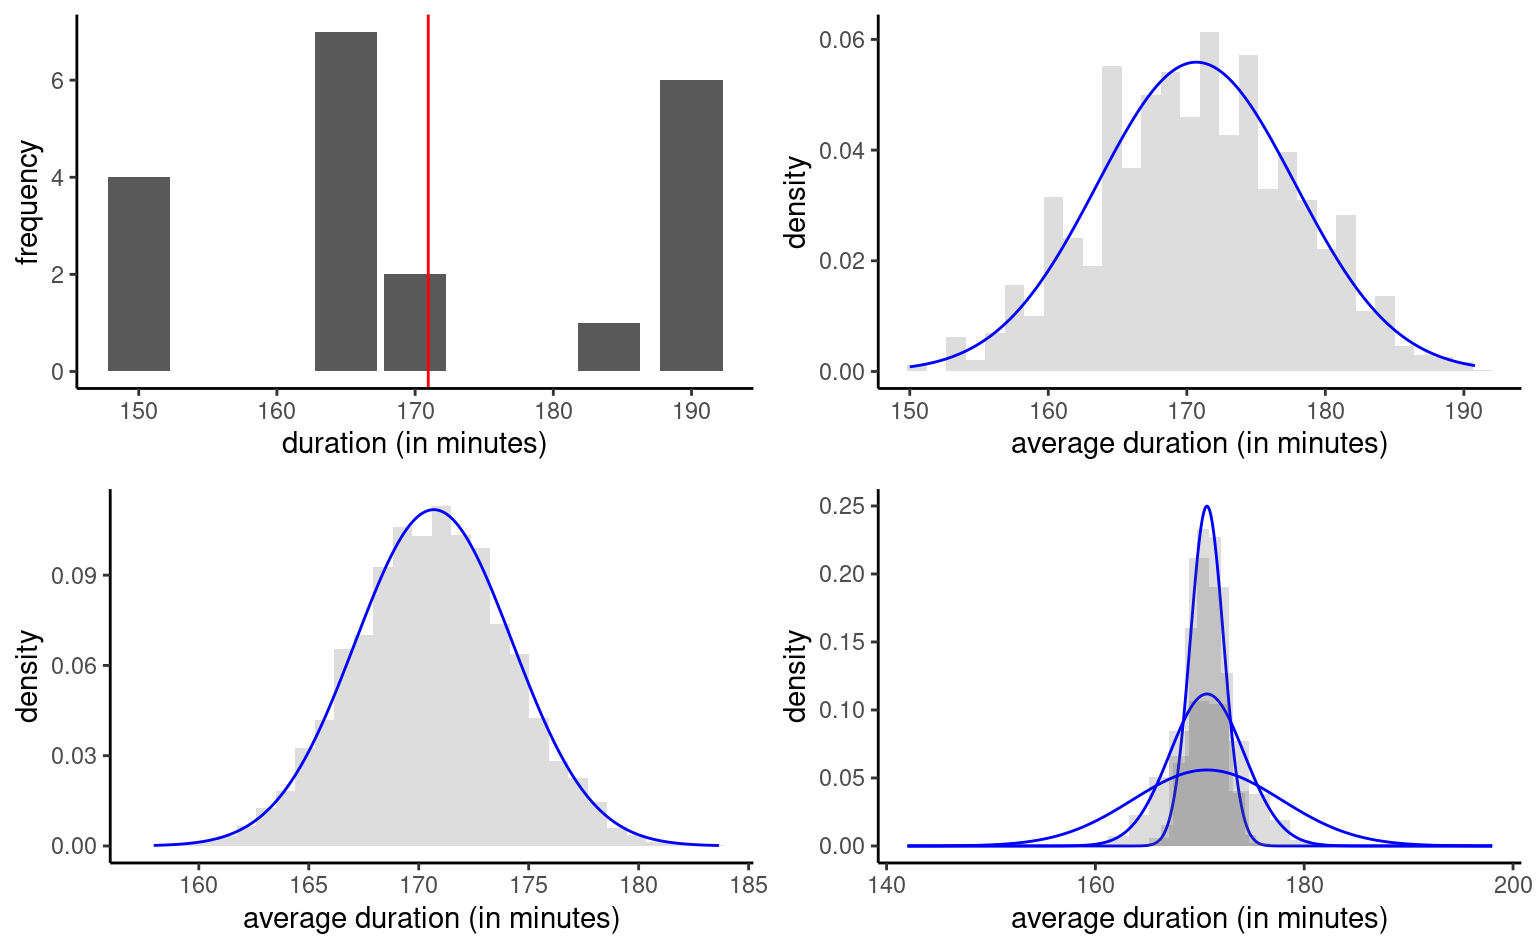 frequency
6
4
2
0
150 160 170 180 190
duration (in minutes)
density
0.06
0.04
0.02
0.00
150 160 170 180 190
average duration (in minutes)
density
0.09
0.06
0.03
0.00
160 165 170 175 180 185
average duration (in minutes)
density
0.25
0.20
0.15
0.10
0.05
0.00
140 160 180 200
average duration (in minutes)